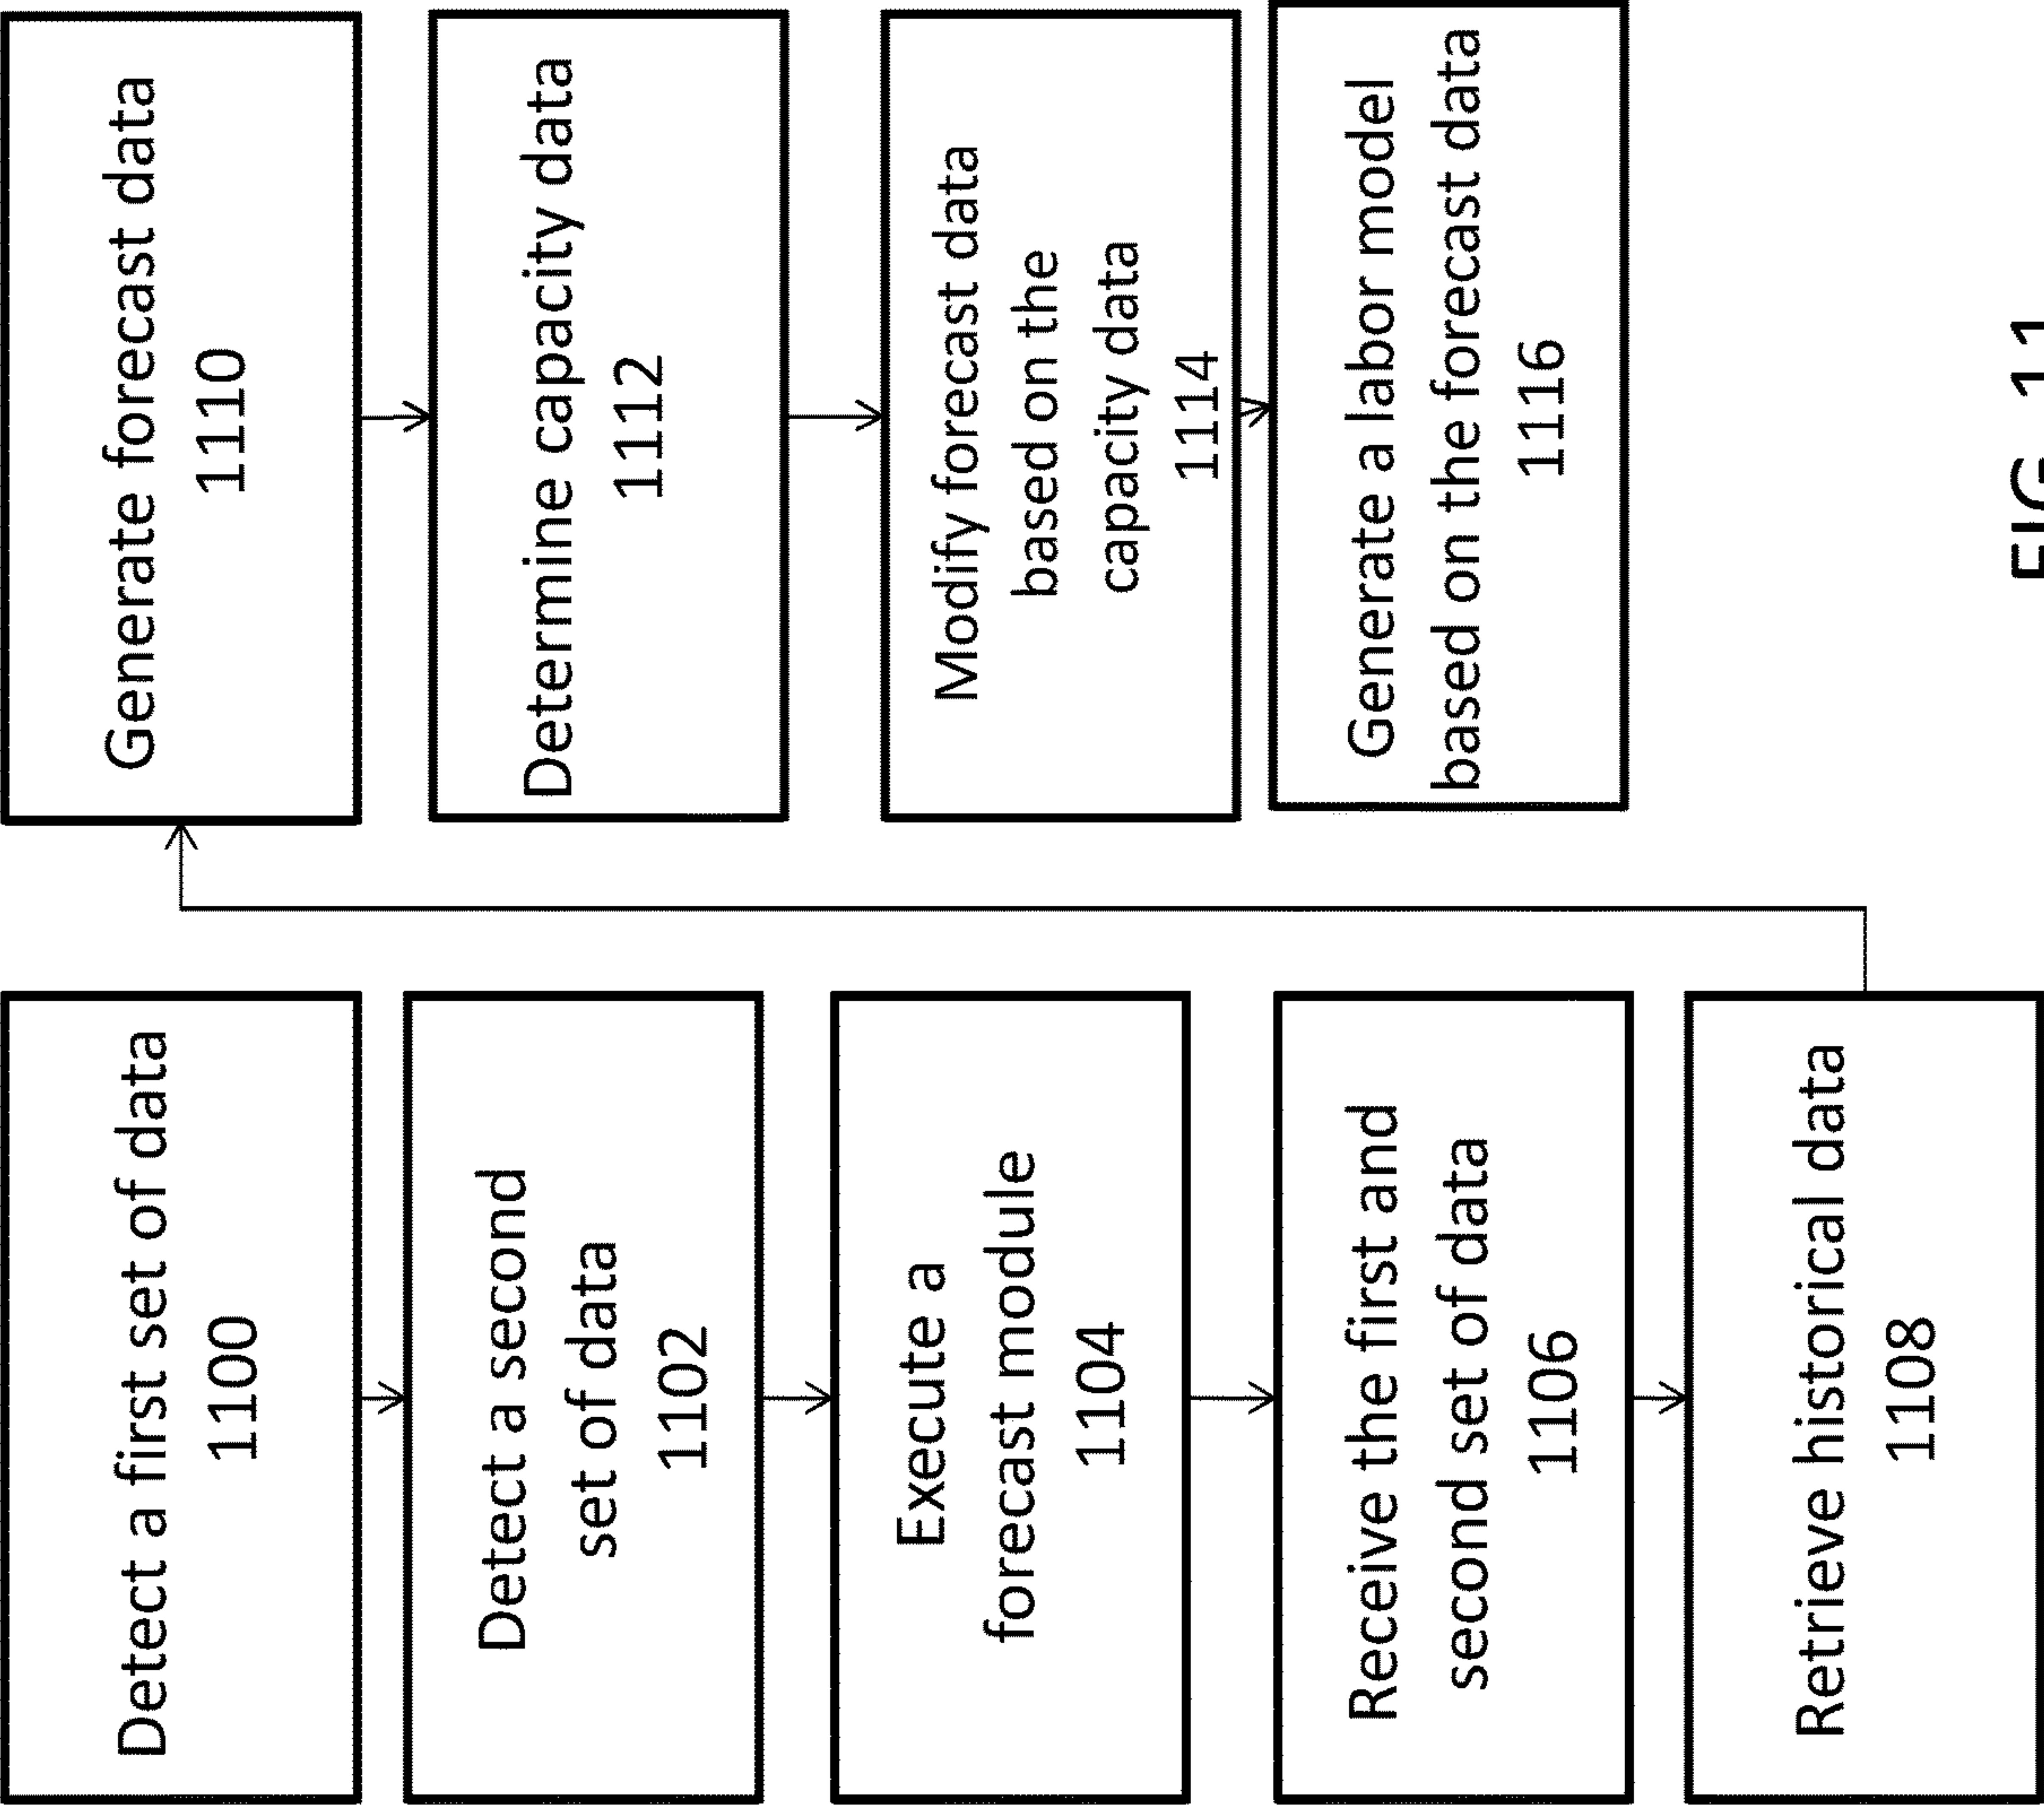 Detect a first set of data
1100
Detect a second
set of data
1102
Execute a
forecast module
1104
Receive the first and
second set of data
1106
Retrieve historical data
1108
Generate forecast data
1110
Determine capacity data
1112
Modify forecast data
based on the
capacity data
1114
Generate a labor model
based on the forecast data
1116
FIG. 11